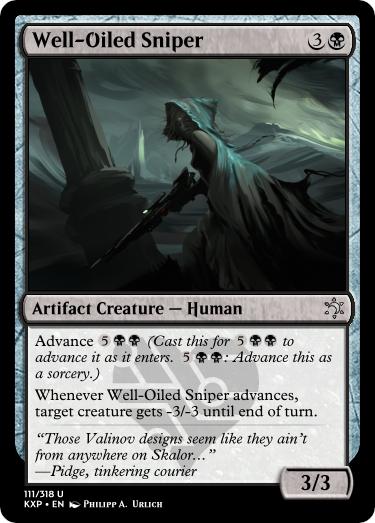 Well-Oiled Sniper 3
Artifact Creature — Human
Advance 5 (Cast this for 5 to
advance it as it enters. 5 : Advance this as
a sorcery.)
Whenever Well-Oiled Sniper advances,
target creature gets -3/-3 until end of turn.
“Those Valinov designs seem like they ain’t
from anywhere on Skalor...”
—Pidge, tinkering courier
3/3
111/318 U
KXP • EN Philipp A. Urlich